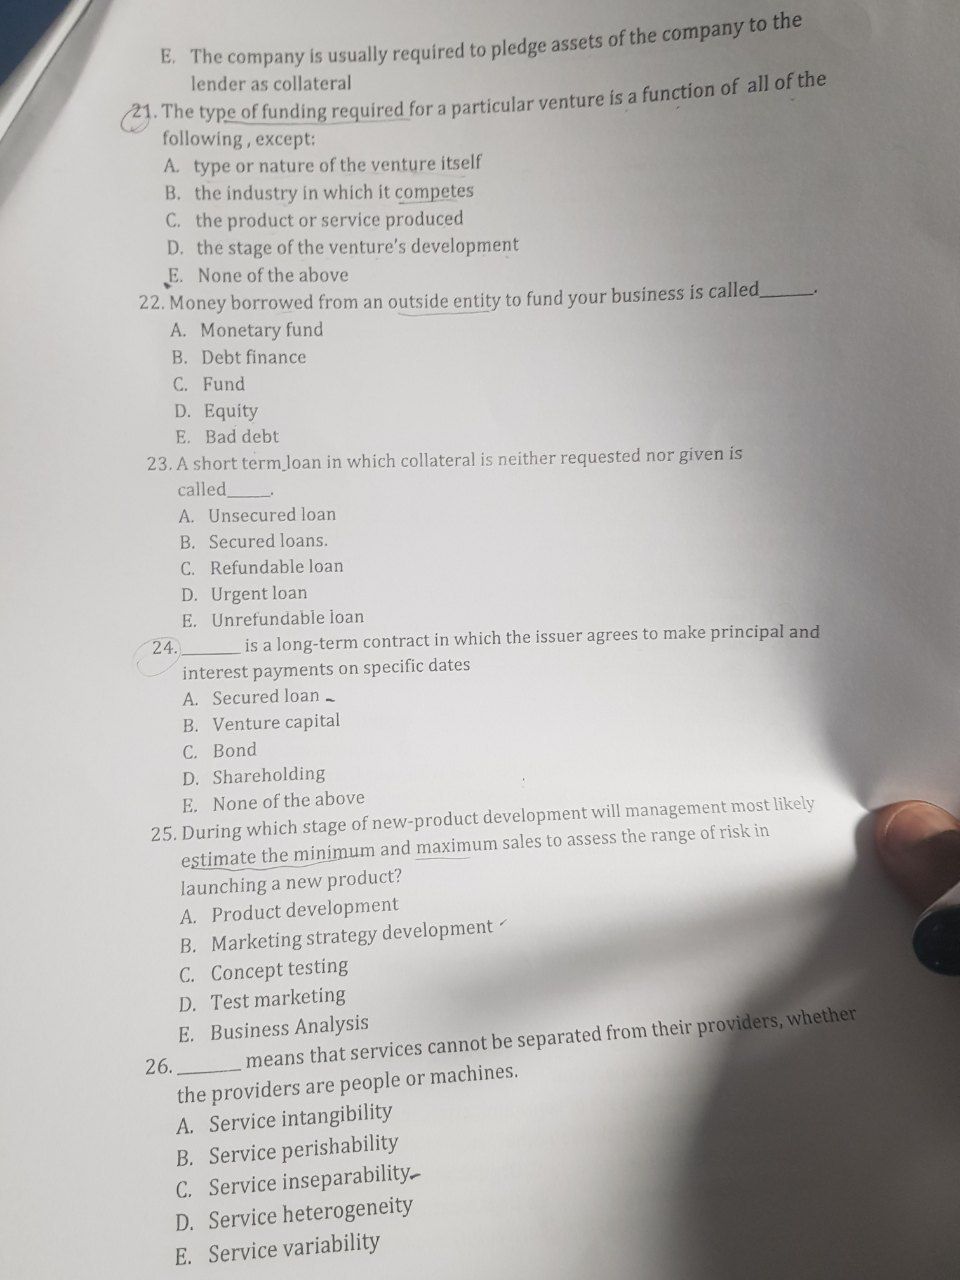 E. The company is usually required to pledge assets of the company to the
lender as collateral
21. The type of funding required for a particular venture is a function of all of the
following , except:
A. type or nature of the venture itself
B. the industry in which it competes
C. the product or service produced
D. the stage of the venture's development
E. None of the above
22. Money borrowed from an outside entity to fund your business is called______.
A. Monetary fund
B. Debt finance
C. Fund
D. Equity
E. Bad debt
23. A short term loan in which collateral is neither requested nor given is
called_____.
A. Unsecured loan
B. Secured loans.
C. Refundable loan
D. Urgent loan
E. Unrefundable loan
24. ______ is a long-term contract in which the issuer agrees to make principal and
interest payments on specific dates
A. Secured loan
B. Venture capital
C. Bond
D. Shareholding
E. None of the above
25. During which stage of new-product development will management most likely
estimate the minimum and maximum sales to assess the range of risk in
launching a new product?
A. Product development
B. Marketing strategy development
C. Concept testing
D. Test marketing
E. Business Analysis
26. ______ means that services cannot be separated from their providers, whether
the providers are people or machines.
A. Service intangibility
B. Service perishability
C. Service inseparability
D. Service heterogeneity
E. Service variability